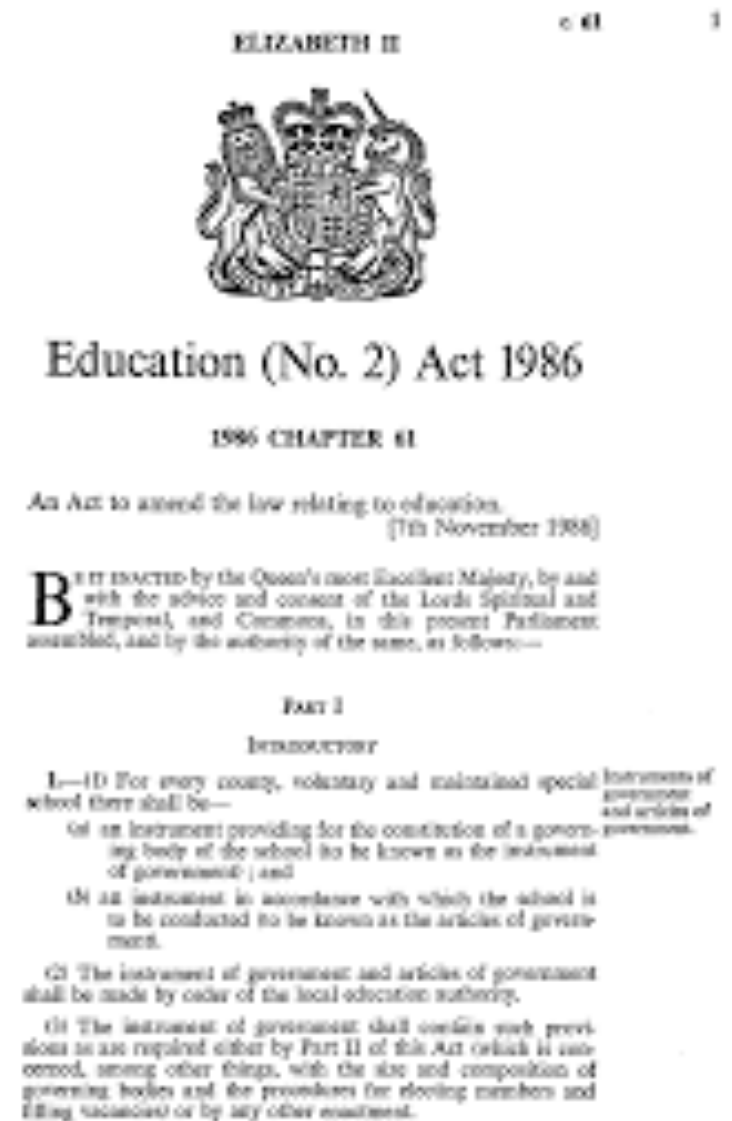 c. 61 1
ELIZABETH II
Education (No. 2) Act 1986
1986 CHAPTER 61
An Act to amend the law relating to education.
[7th November 1986]
BE IT ENACTED by the Queen's most Excellent Majesty, by and
with the advice and consent of the Lords Spiritual and
Temporal, and Commons, in this present Parliament
assembled, and by the authority of the same, as follows:—
PART I
INTRODUCTORY
1.—(1) For every county, voluntary and maintained special
school there shall be—
Instruments of
government
and articles of
government.
(a) an instrument providing for the constitution of a govern-
ing body of the school (to be known as the instrument
of government) ; and
(b) an instrument in accordance with which the school is
to be conducted (to be known as the articles of govern-
ment).
(2) The instrument of government and articles of government
shall be made by order of the local education authority.
(3) The instrument of government shall contain such provi-
sions as are required either by Part II of this Act (which is con-
cerned, among other things, with the size and composition of
governing bodies and the procedures for electing members and
filling vacancies) or by any other enactment.